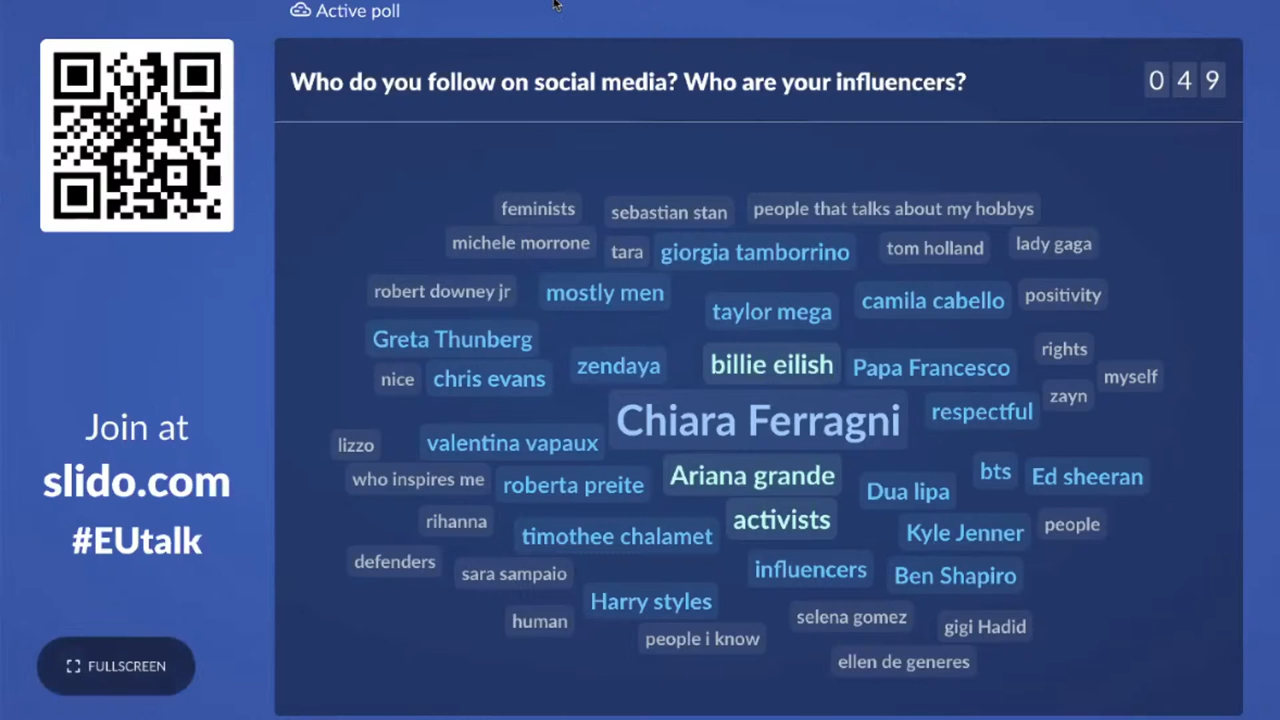 Active poll
Who do you follow on social media? Who are your influencers?
049
feminists
sebastian stan
people that talks about my hobbys
michele morrone
tara
giorgia tamborrino
tom holland
lady gaga
robert downey jr
mostly men
taylor mega
camila cabello
positivity
Greta Thunberg
nice
chris evans
zendaya
billie eilish
Papa Francesco
rights
myself
zayn
Chiara Ferragni
respectful
lizzo
valentina vapaux
who inspires me
roberta preite
Ariana grande
Dua lipa
bts
Ed sheeran
rihanna
timothee chalamet
activists
Kyle Jenner
people
defenders
sara sampaio
influencers
Ben Shapiro
Harry styles
human
people i know
selena gomez
gigi Hadid
ellen de generes
Join at
slido.com
#EUtalk
FULLSCREEN